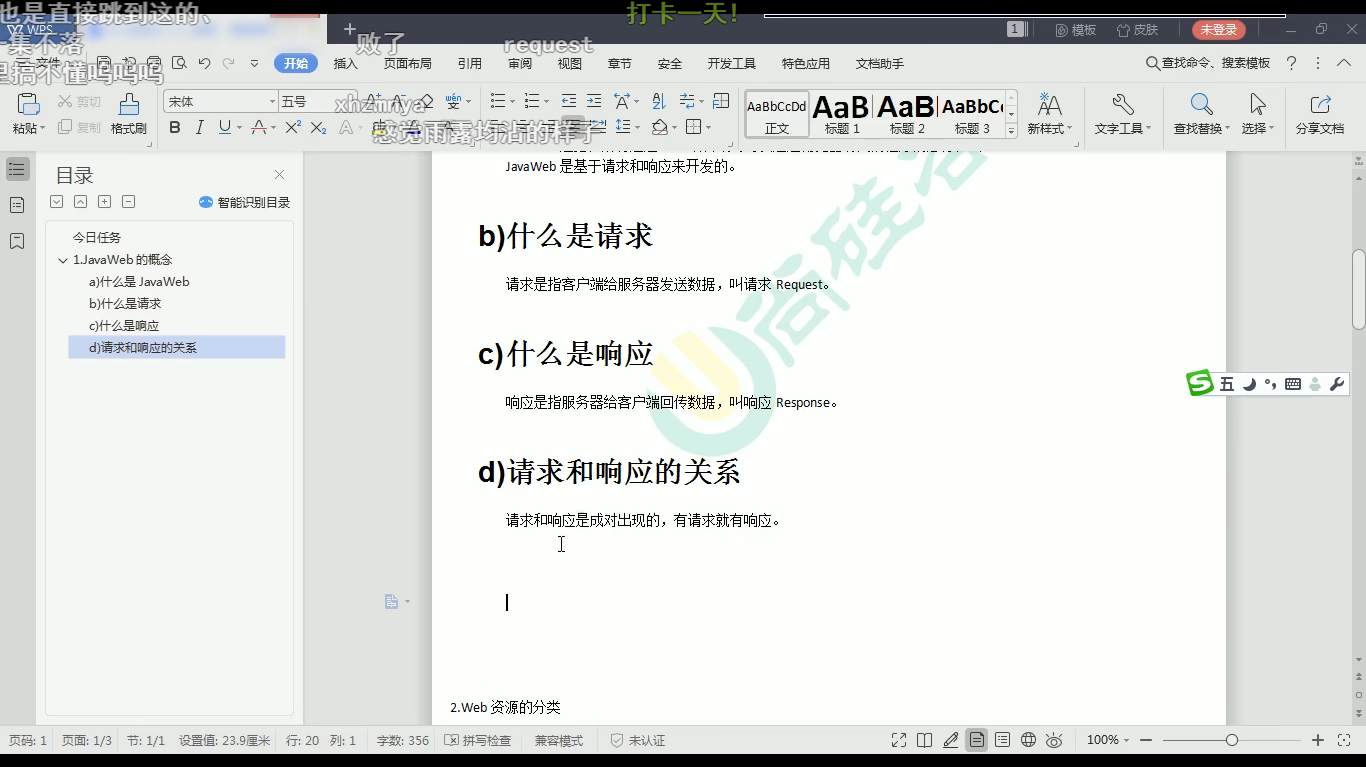 也是直接跳到这的、
打卡一天！
WPS
1
模板
皮肤
未登录
集不落
败了
request
文件
开始
插入
页面布局
引用
审阅
视图
章节
安全
开发工具
特色应用
文档助手
查找命令、搜索模板
是搞不懂呜呜呜
剪切
宋体
五号
xhzmnye
AaBbCcDd
AaB
AaB
AaBbC
粘贴
复制
格式刷
感觉雨露均沾的样子
正文
标题 1
标题 2
标题 3
新样式
文字工具
查找替换
选择
分享文档
目录
智能识别目录
今日任务
1.JavaWeb 的概念
a)什么是 JavaWeb
b)什么是请求
c)什么是响应
d)请求和响应的关系
JavaWeb 是基于请求和响应来开发的。
b)什么是请求
请求是指客户端给服务器发送数据，叫请求 Request。
c)什么是响应
响应是指服务器给客户端回传数据，叫响应 Response。
d)请求和响应的关系
请求和响应是成对出现的，有请求就有响应。
2.Web 资源的分类
尚硅谷
五
页码: 1
页面: 1/3
节: 1/1
设置值: 23.9厘米
行: 20
列: 1
字数: 356
拼写检查
兼容模式
未认证
100%